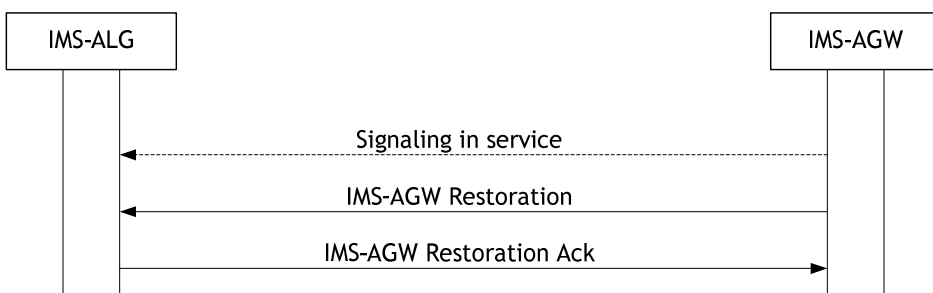 IMS-ALG
IMS-AGW
Signaling in service
IMS-AGW Restoration
IMS-AGW Restoration Ack